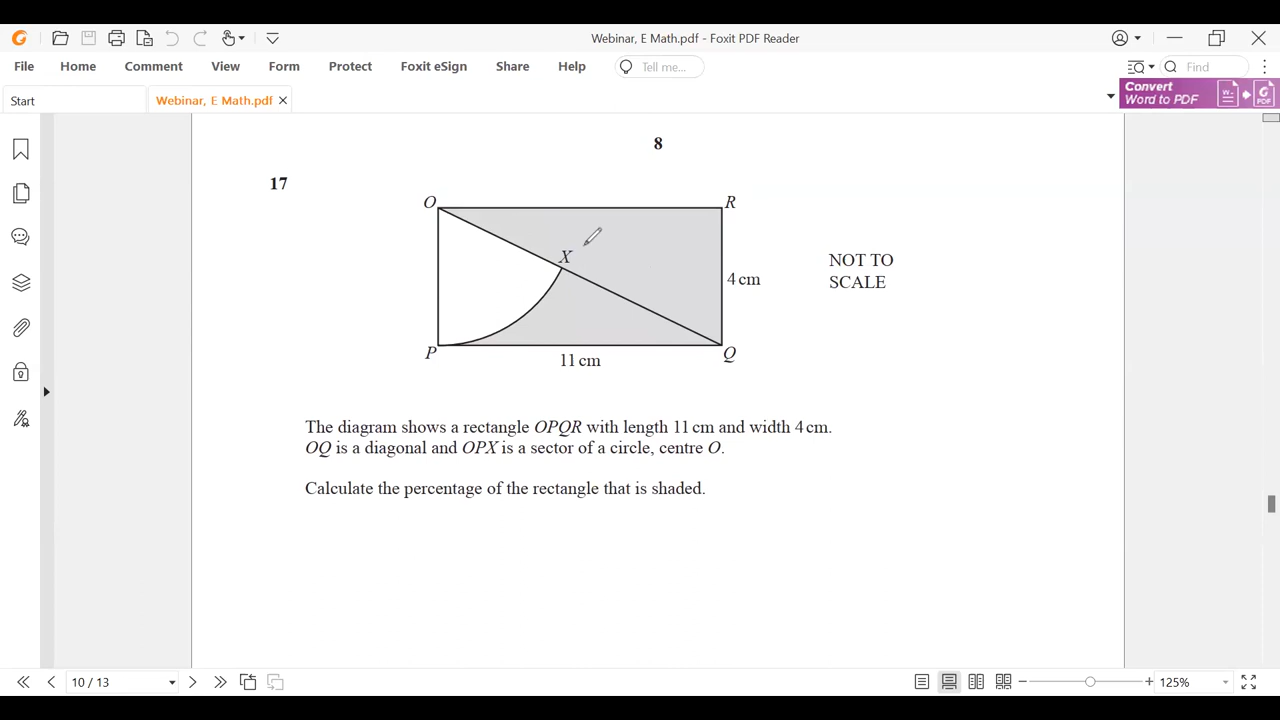 Webinar, E Math.pdf - Foxit PDF Reader
File Home Comment View Form Protect Foxit eSign Share Help Tell me... Find
Start Webinar, E Math.pdf Convert Word to PDF
8
17
O R
X
4 cm
NOT TO
SCALE
P Q
11 cm
The diagram shows a rectangle OPQR with length 11 cm and width 4 cm.
OQ is a diagonal and OPX is a sector of a circle, centre O.
Calculate the percentage of the rectangle that is shaded.
10 / 13 125%